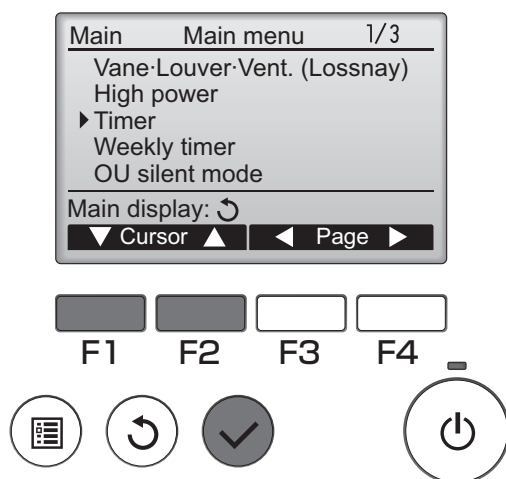 Main Main menu 1/3
Vane·Louver·Vent. (Lossnay)
High power
Timer
Weekly timer
OU silent mode
Main display:
Cursor Page
F1 F2 F3 F4